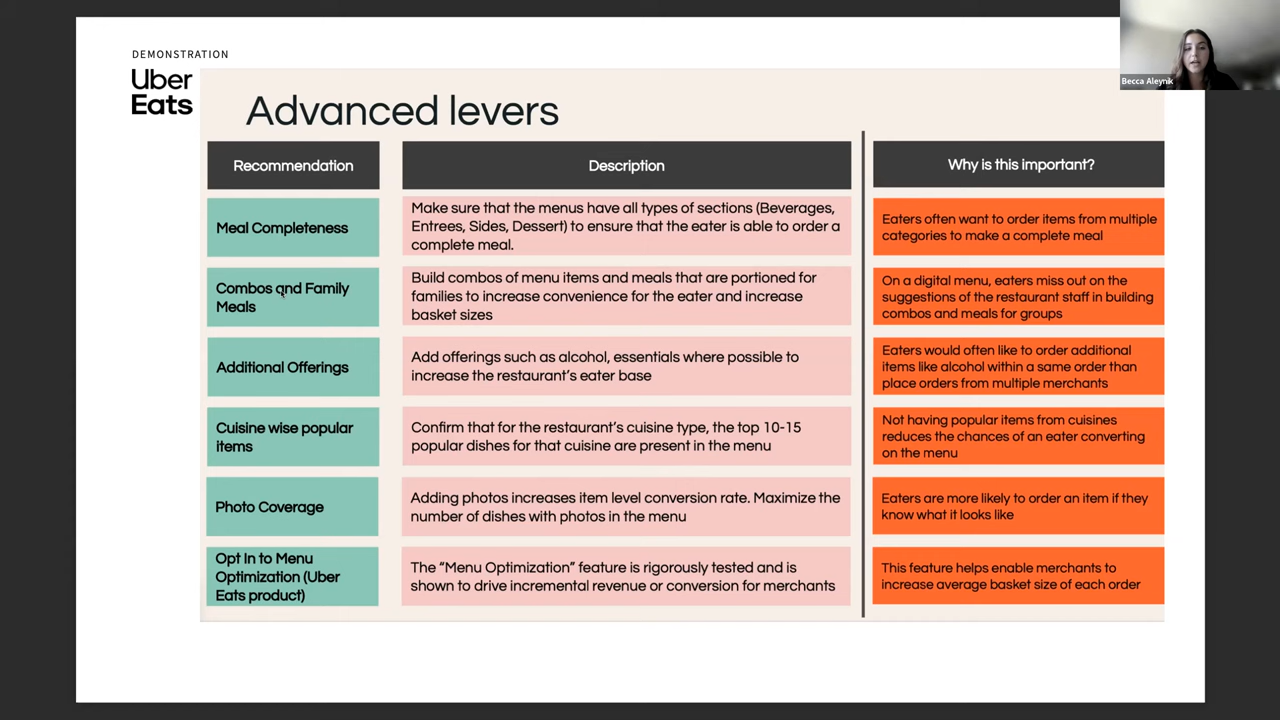 DEMONSTRATION
Uber
Eats
Becca Aleynik
Advanced levers
Recommendation
Description
Why is this important?
Meal Completeness
Make sure that the menus have all types of sections (Beverages,
Entrees, Sides, Dessert) to ensure that the eater is able to order a
complete meal.
Eaters often want to order items from multiple
categories to make a complete meal
Combos and Family
Meals
Build combos of menu items and meals that are portioned for
families to increase convenience for the eater and increase
basket sizes
On a digital menu, eaters miss out on the
suggestions of the restaurant staff in building
combos and meals for groups
Additional Offerings
Add offerings such as alcohol, essentials where possible to
increase the restaurant's eater base
Eaters would often like to order additional
items like alcohol within a same order than
place orders from multiple merchants
Cuisine wise popular
items
Confirm that for the restaurant's cuisine type, the top 10-15
popular dishes for that cuisine are present in the menu
Not having popular items from cuisines
reduces the chances of an eater converting
on the menu
Photo Coverage
Adding photos increases item level conversion rate. Maximize the
number of dishes with photos in the menu
Eaters are more likely to order an item if they
know what it looks like
Opt In to Menu
Optimization (Uber
Eats product)
The “Menu Optimization” feature is rigorously tested and is
shown to drive incremental revenue or conversion for merchants
This feature helps enable merchants to
increase average basket size of each order